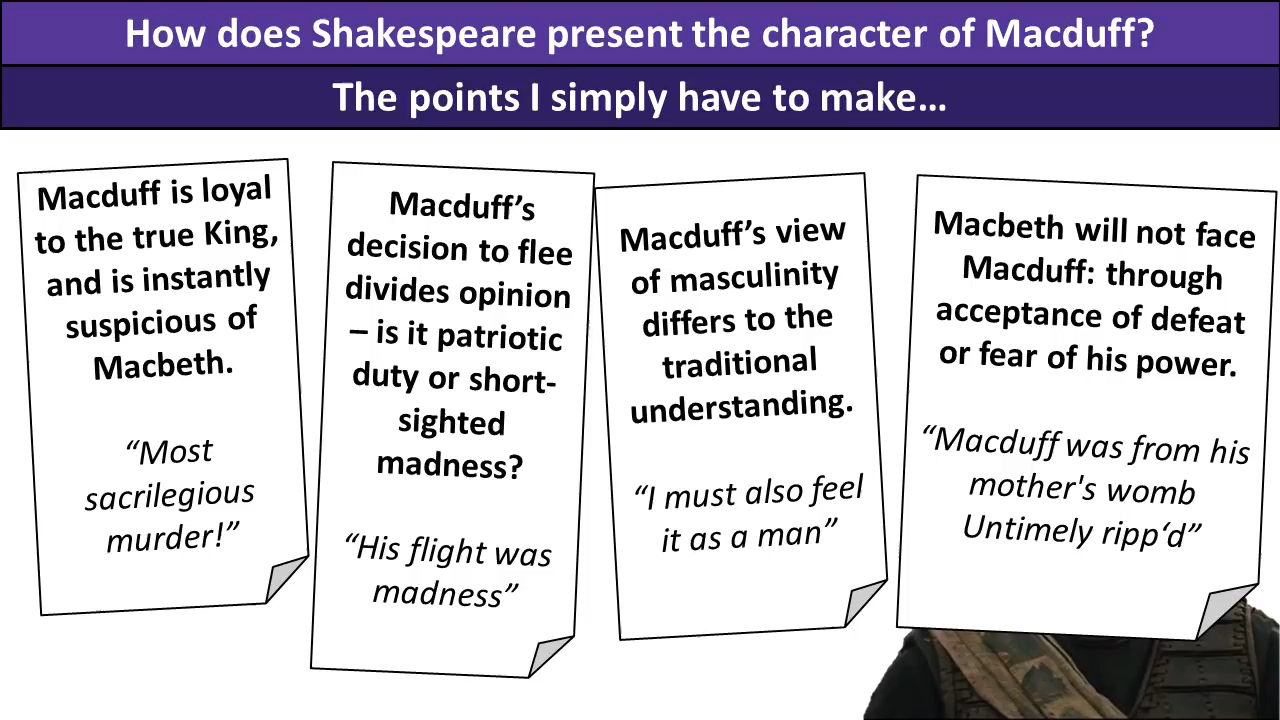 How does Shakespeare present the character of Macduff?
The points I simply have to make…
Macduff is loyal
to the true King,
and is instantly
suspicious of
Macbeth.
“Most
sacrilegious
murder!”
Macduff’s
decision to flee
divides opinion
– is it patriotic
duty or short-
sighted
madness?
“His flight was
madness”
Macduff’s view
of masculinity
differs to the
traditional
understanding.
“I must also feel
it as a man”
Macbeth will not face
Macduff: through
acceptance of defeat
or fear of his power.
“Macduff was from his
mother's womb
Untimely ripp‘d”